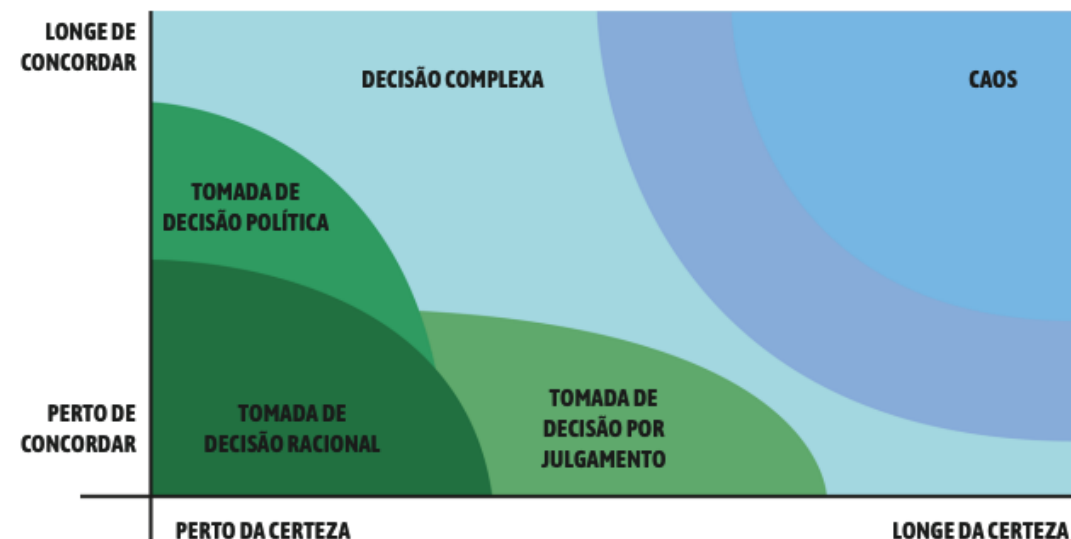 LONGE DE
CONCORDAR
DECISÃO COMPLEXA
CAOS
TOMADA DE
DECISÃO POLÍTICA
PERTO DE
CONCORDAR
TOMADA DE
DECISÃO RACIONAL
TOMADA DE
DECISÃO POR
JULGAMENTO
PERTO DA CERTEZA
LONGE DA CERTEZA